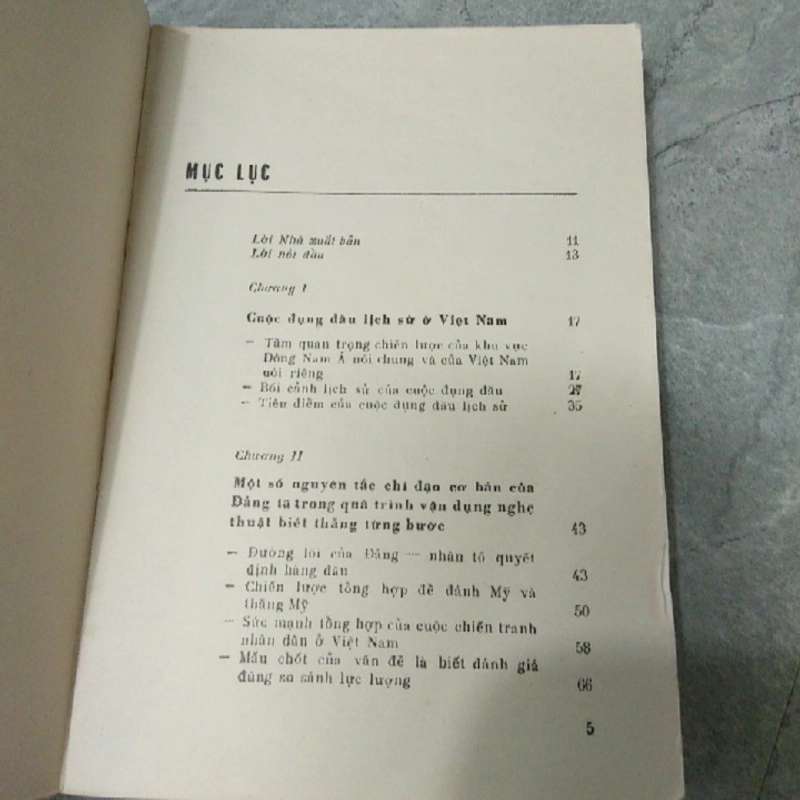 MỤC LỤC
Lời Nhà xuất bản 11
Lời nói đầu 13
Chương I
Cuộc đụng đầu lịch sử ở Việt Nam 17
— Tầm quan trọng chiến lược của khu vực
Đông Nam Á nói chung và của Việt Nam
nói riêng 17
— Bối cảnh lịch sử của cuộc đụng đầu 27
— Tiêu điểm của cuộc đụng đầu lịch sử 35
Chương II
Một số nguyên tắc chỉ đạo cơ bản của
Đảng ta trong quá trình vận dụng nghệ
thuật biết thắng từng bước 43
— Đường lối của Đảng — nhân tố quyết
định hàng đầu 43
— Chiến lược tổng hợp để đánh Mỹ và
thắng Mỹ 50
— Sức mạnh tổng hợp của cuộc chiến tranh
nhân dân ở Việt Nam 58
— Mấu chốt của vấn đề là biết đánh giá
đúng so sánh lực lượng 66
5